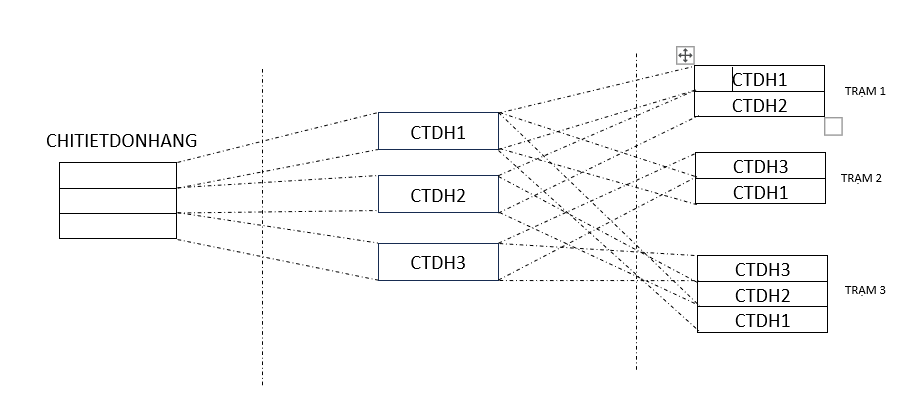 CHITIETDONHANG
CTDH1
CTDH2
CTDH3
CTDH1
CTDH2
TRẠM 1
CTDH3
CTDH1
TRẠM 2
CTDH3
CTDH2
CTDH1
TRẠM 3